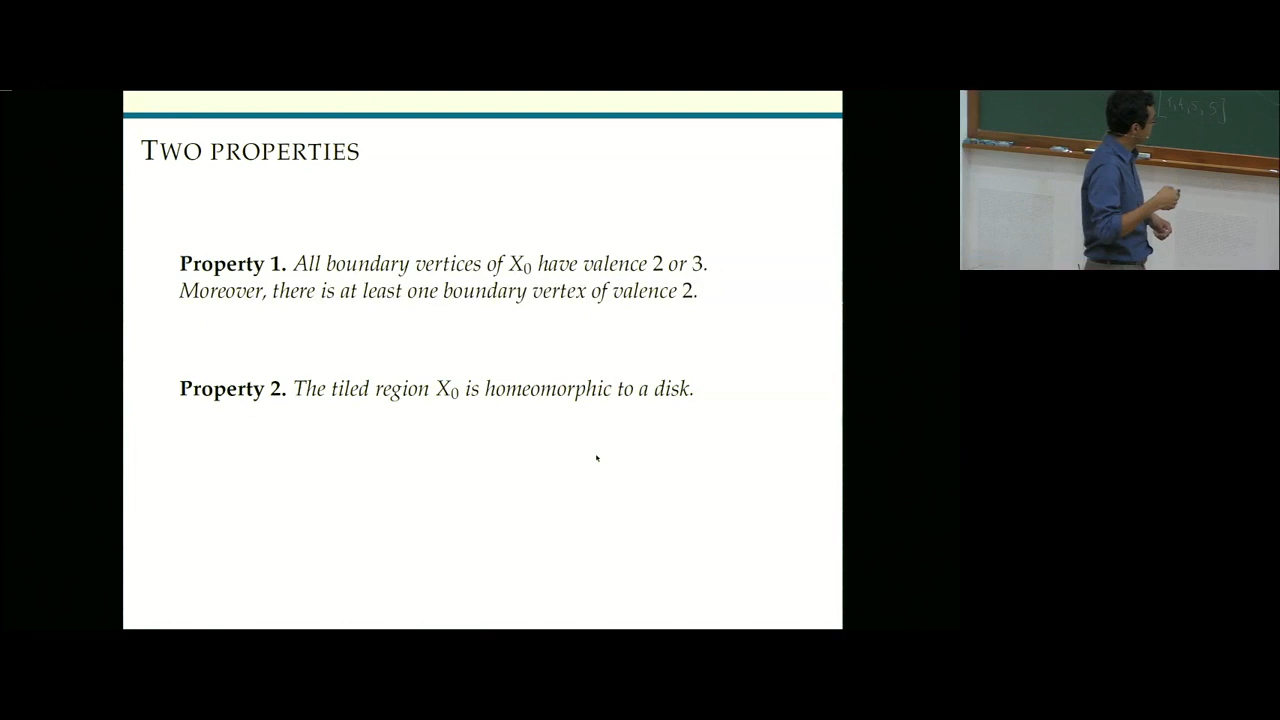 TWO PROPERTIES
Property 1. All boundary vertices of X₀ have valence 2 or 3.
Moreover, there is at least one boundary vertex of valence 2.
Property 2. The tiled region X₀ is homeomorphic to a disk.